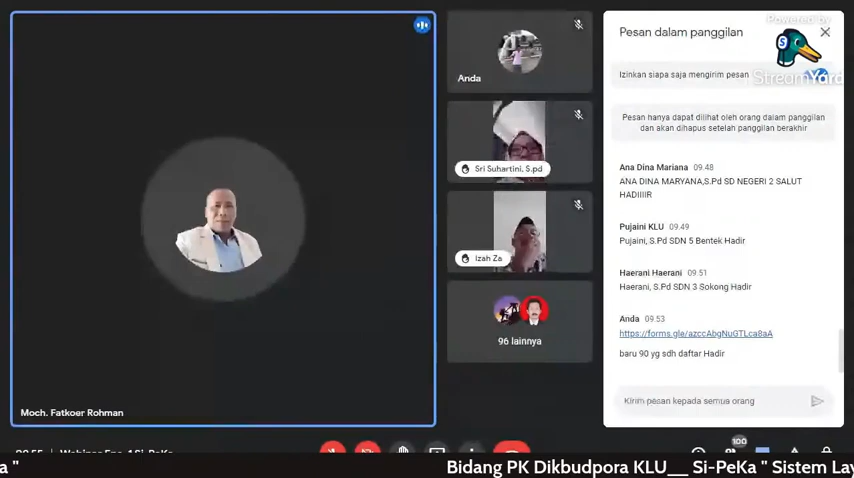 Anda
Sri Suhartini, S.pd
izah Za
96 lainnya
Moch. Fatkoer Rohman
Pesan dalam panggilan
Powered by
StreamYard
Izinkan siapa saja mengirim pesan
Pesan hanya dapat dilihat oleh orang dalam panggilan
dan akan dihapus setelah panggilan berakhir
Ana Dina Mariana 09.48
ANA DINA MARYANA,S.Pd SD NEGERI 2 SALUT
HADIIIIR
Pujaini KLU 09.49
Pujaini, S.Pd SDN 5 Bentek Hadir
Haerani Haerani 09.51
Haerani, S.Pd SDN 3 Sokong Hadir
Anda 09.53
https://forms.gle/azccAbgNuGTLca8aA
baru 90 yg sdh daftar Hadir
Kirim pesan kepada semua orang
100
a " Bidang PK Dikbudpora KLU__ Si-PeKa " Sistem Lay